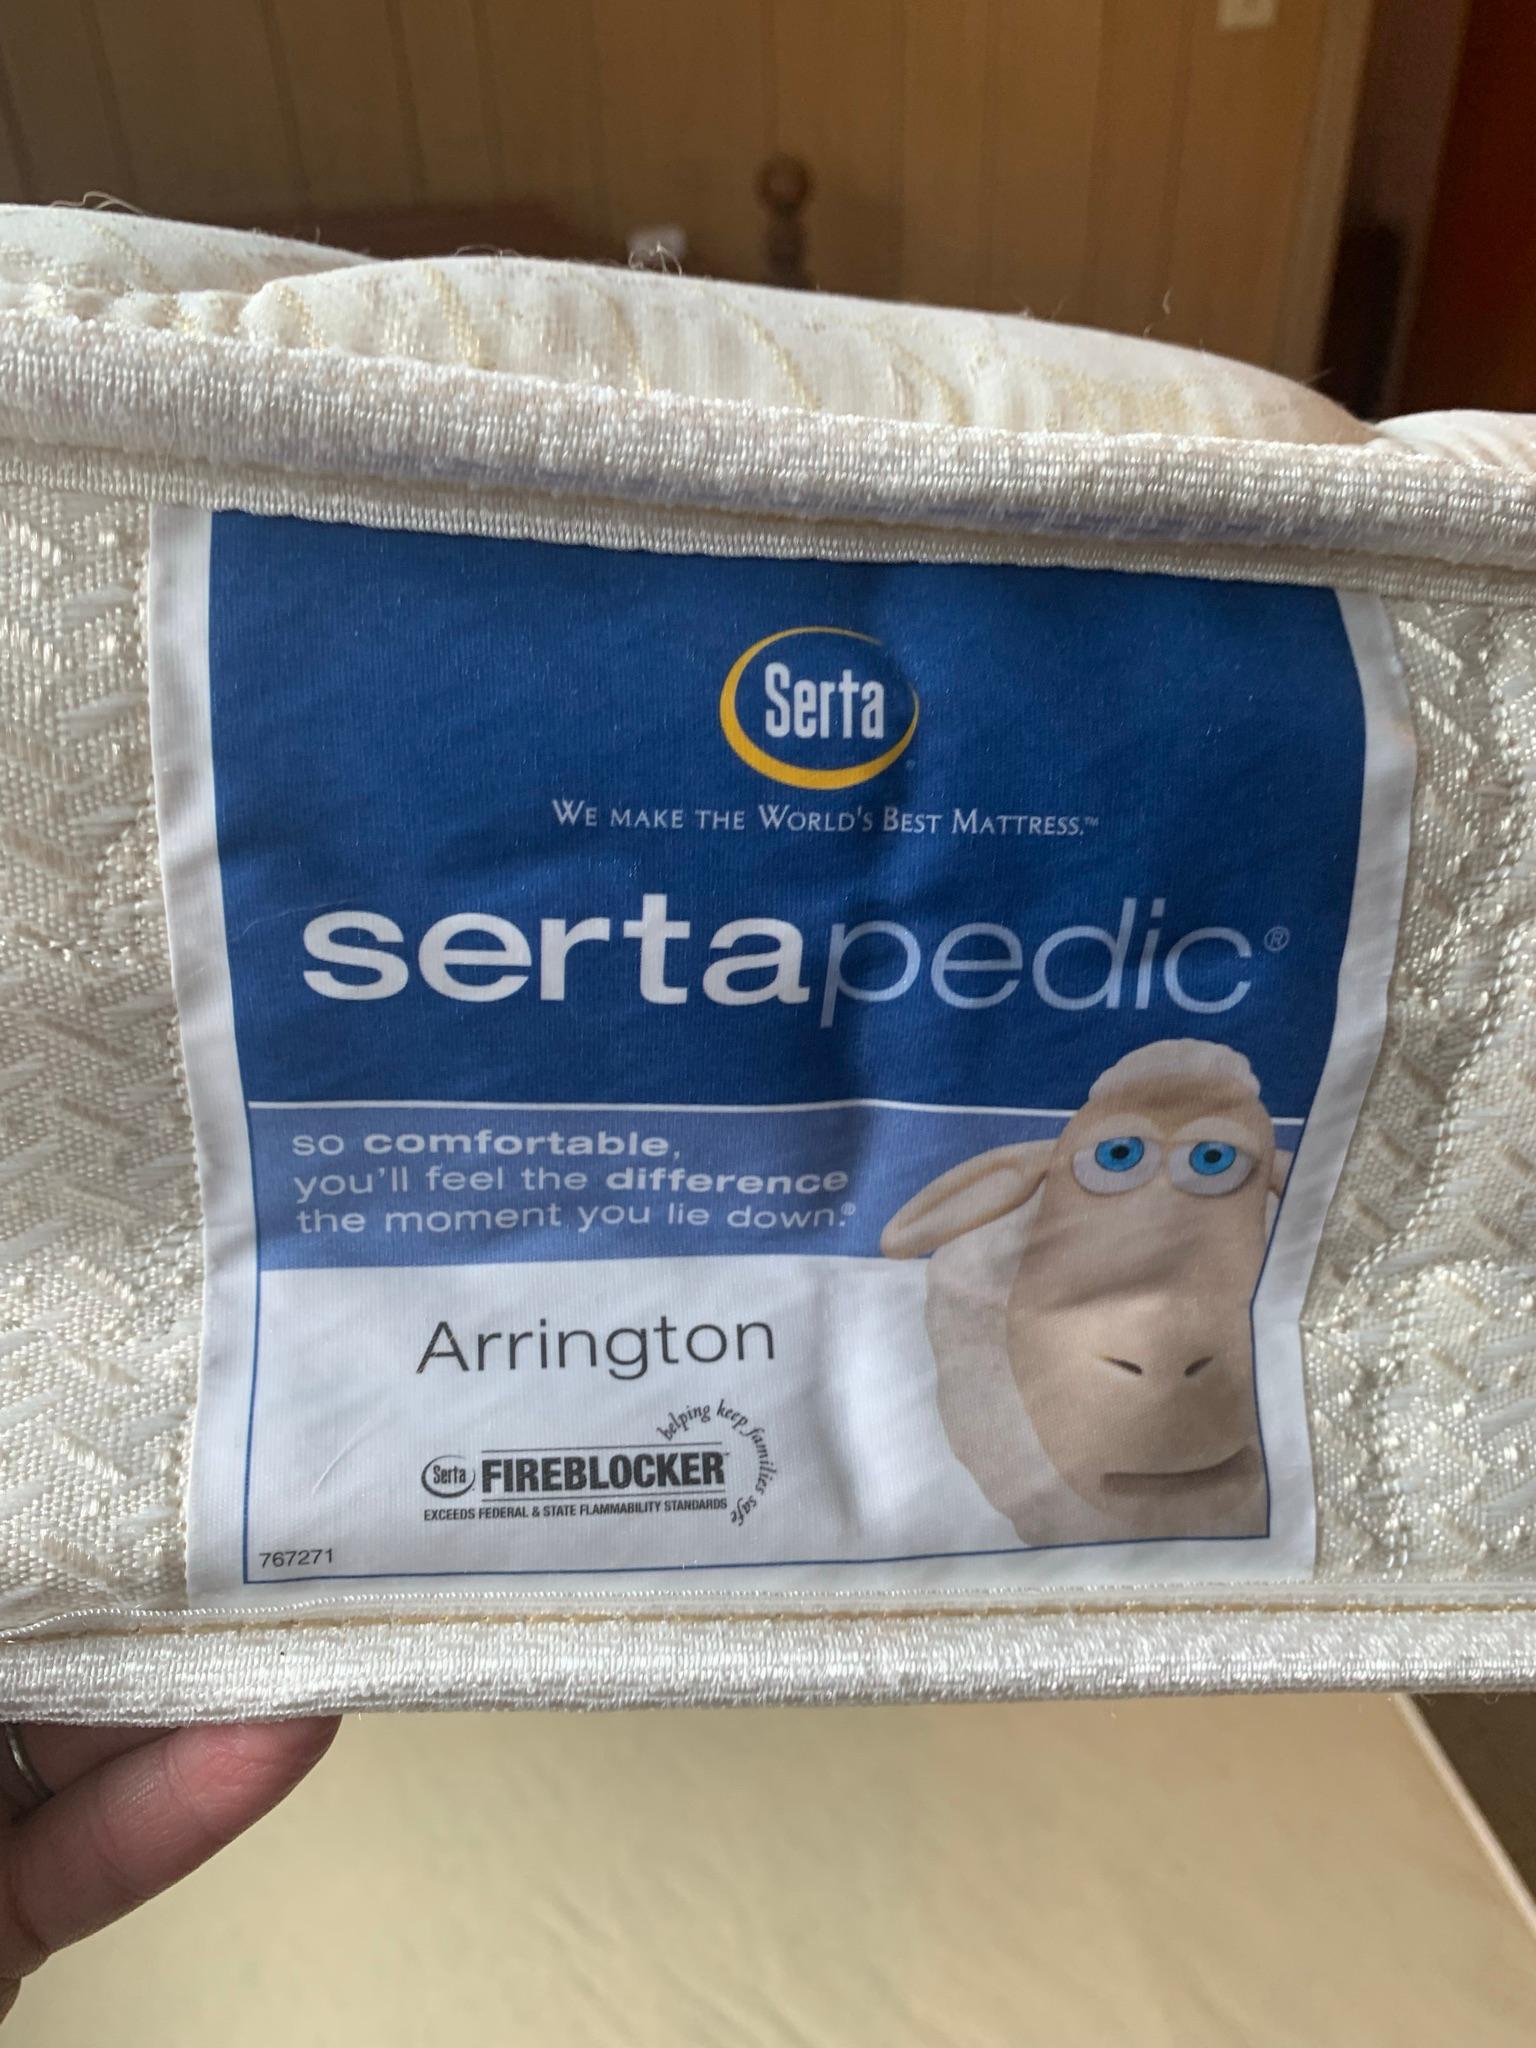 Serta
WE MAKE THE WORLD'S BEST MATTRESS.™
sertapedic®
so comfortable,
you'll feel the difference
the moment you lie down.®
Arrington
helping keep families safe
Serta FIREBLOCKER™
EXCEEDS FEDERAL & STATE FLAMMABILITY STANDARDS
767271